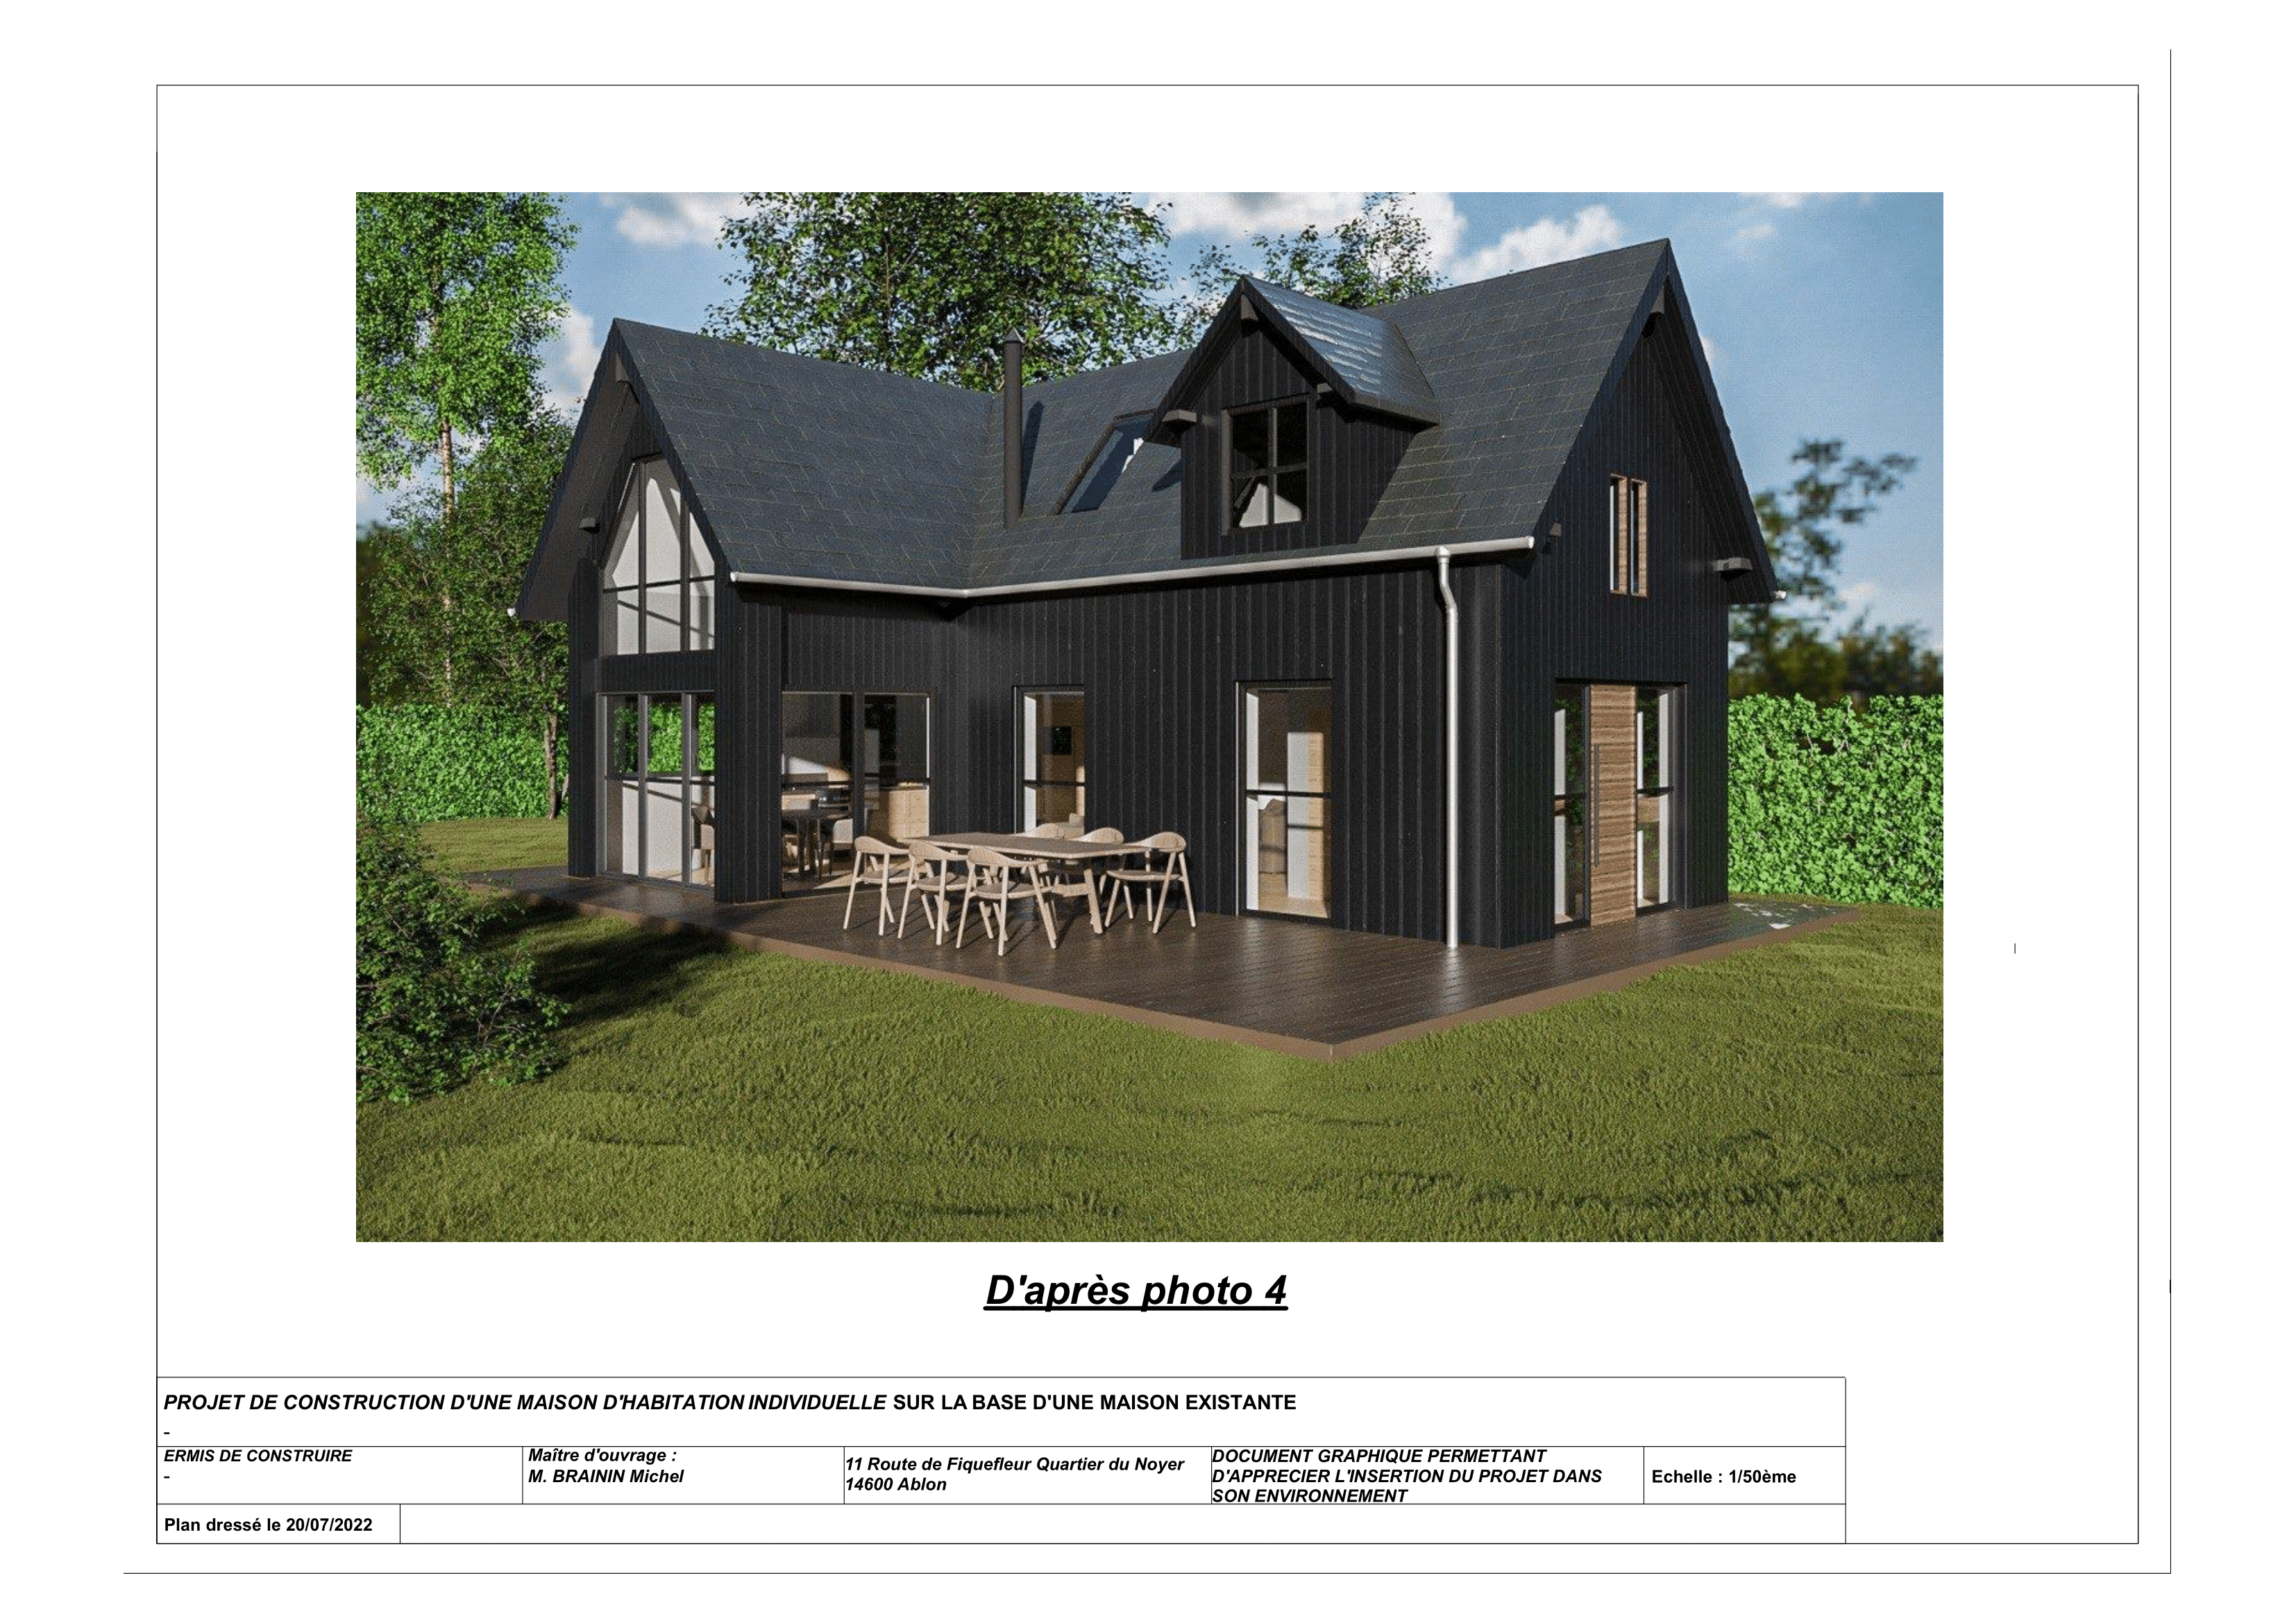 D'après photo 4
PROJET DE CONSTRUCTION D'UNE MAISON D'HABITATION INDIVIDUELLE SUR LA BASE D'UNE MAISON EXISTANTE
-
ERMIS DE CONSTRUIRE
-
Maître d'ouvrage :
M. BRAININ Michel
11 Route de Fiquefleur Quartier du Noyer
14600 Ablon
DOCUMENT GRAPHIQUE PERMETTANT
D'APPRECIER L'INSERTION DU PROJET DANS
SON ENVIRONNEMENT
Echelle : 1/50ème
Plan dressé le 20/07/2022